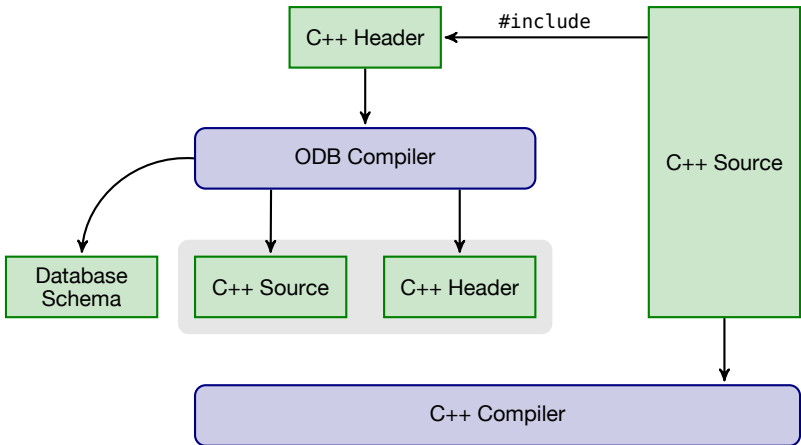 C++ Header
#include
C++ Source
ODB Compiler
Database
Schema
C++ Source
C++ Header
C++ Compiler